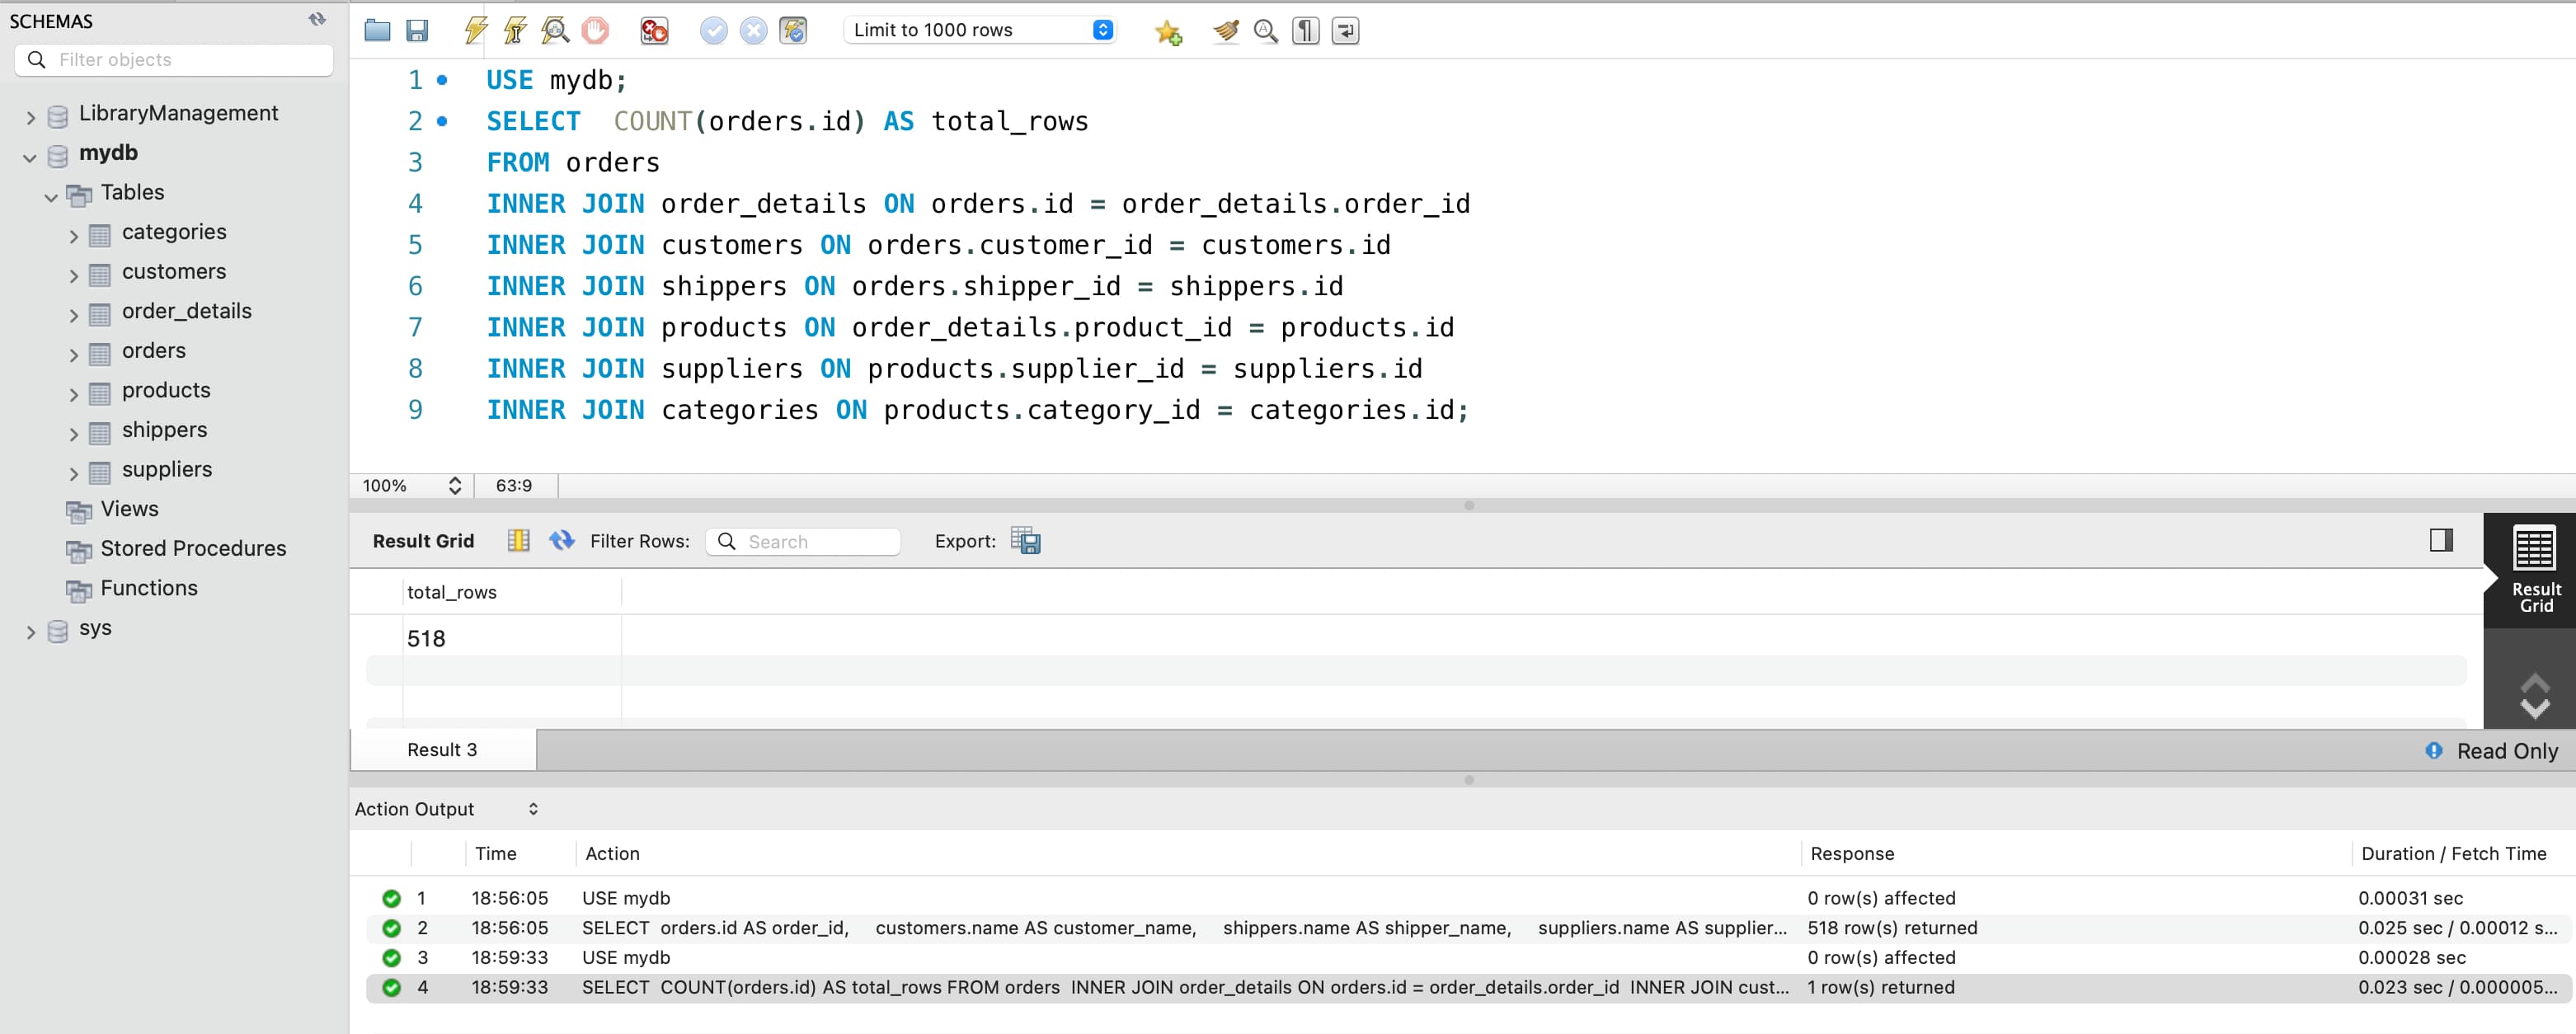 SCHEMAS
Filter objects
LibraryManagement
mydb
Tables
categories
customers
order_details
orders
products
shippers
suppliers
Views
Stored Procedures
Functions
sys
Limit to 1000 rows
1 USE mydb;
2 SELECT  COUNT(orders.id) AS total_rows
3 FROM orders
4 INNER JOIN order_details ON orders.id = order_details.order_id
5 INNER JOIN customers ON orders.customer_id = customers.id
6 INNER JOIN shippers ON orders.shipper_id = shippers.id
7 INNER JOIN products ON order_details.product_id = products.id
8 INNER JOIN suppliers ON products.supplier_id = suppliers.id
9 INNER JOIN categories ON products.category_id = categories.id;
100% 63:9
Result Grid Filter Rows: Search Export:
total_rows
518
Result
Grid
Result 3
Read Only
Action Output
Time Action Response Duration / Fetch Time
1 18:56:05 USE mydb 0 row(s) affected 0.00031 sec
2 18:56:05 SELECT  orders.id AS order_id,  customers.name AS customer_name,  shippers.name AS shipper_name,  suppliers.name AS supplier... 518 row(s) returned 0.025 sec / 0.00012 s...
3 18:59:33 USE mydb 0 row(s) affected 0.00028 sec
4 18:59:33 SELECT  COUNT(orders.id) AS total_rows FROM orders  INNER JOIN order_details ON orders.id = order_details.order_id  INNER JOIN cust... 1 row(s) returned 0.023 sec / 0.000005...